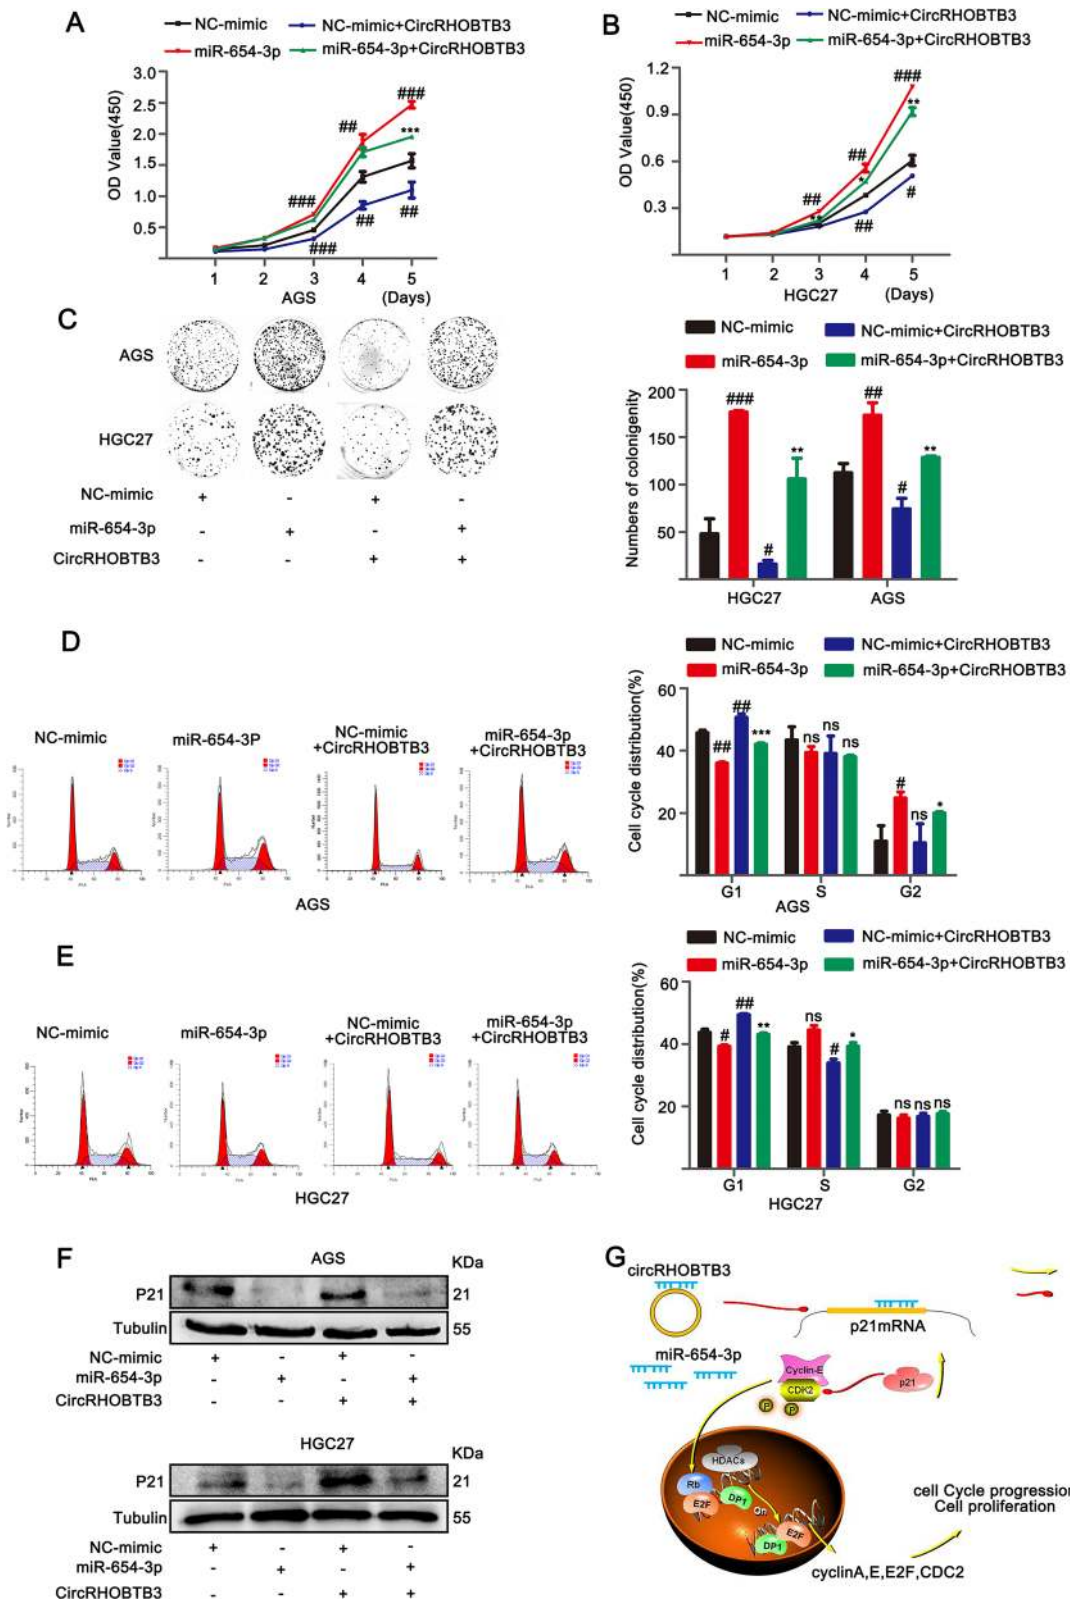 A
NC-mimic NC-mimic+CircRHOBTB3
miR-654-3p miR-654-3p+CircRHOBTB3
OD Value(450)
3.0
2.5
2.0
1.5
1.0
0.5
### ## ### *** ### ## ##
1 2 3 4 5
AGS (Days)
B
NC-mimic NC-mimic+CircRHOBTB3
miR-654-3p miR-654-3p+CircRHOBTB3
OD Value(450)
1.2
0.9
0.6
0.3
## ** ## * ## ### ** #
1 2 3 4 5
HGC27 (Days)
C
AGS
HGC27
NC-mimic + - + -
miR-654-3p - + - +
CircRHOBTB3 - - + +
NC-mimic NC-mimic+CircRHOBTB3
miR-654-3p miR-654-3p+CircRHOBTB3
Numbers of colonigenity
200
150
100
50
### # ** ## # **
HGC27 AGS
D
NC-mimic miR-654-3P NC-mimic +CircRHOBTB3 miR-654-3p +CircRHOBTB3
AGS
NC-mimic NC-mimic+CircRHOBTB3
miR-654-3p miR-654-3p+CircRHOBTB3
Cell cycle distribution(%)
60
40
20
## ## *** ns ns ns # ns *
G1 S G2
AGS
E
NC-mimic miR-654-3p NC-mimic +CircRHOBTB3 miR-654-3p +CircRHOBTB3
HGC27
NC-mimic NC-mimic+CircRHOBTB3
miR-654-3p miR-654-3p+CircRHOBTB3
Cell cycle distribution(%)
60
40
20
# ## ** ns # * ns ns ns
G1 S G2
HGC27
F
AGS KDa
P21 21
Tubulin 55
NC-mimic + - + -
miR-654-3p - + - +
CircRHOBTB3 - - + +
HGC27 KDa
P21 21
Tubulin 55
NC-mimic + - + -
miR-654-3p - + - +
CircRHOBTB3 - - + +
G
circRHOBTB3
p21mRNA
miR-654-3p
Cyclin-E
CDK2
p21
P P
HDACs
Rb
E2F
DP1
On
E2F
DP1
cell Cycle progression
Cell proliferation
cyclinA,E,E2F,CDC2